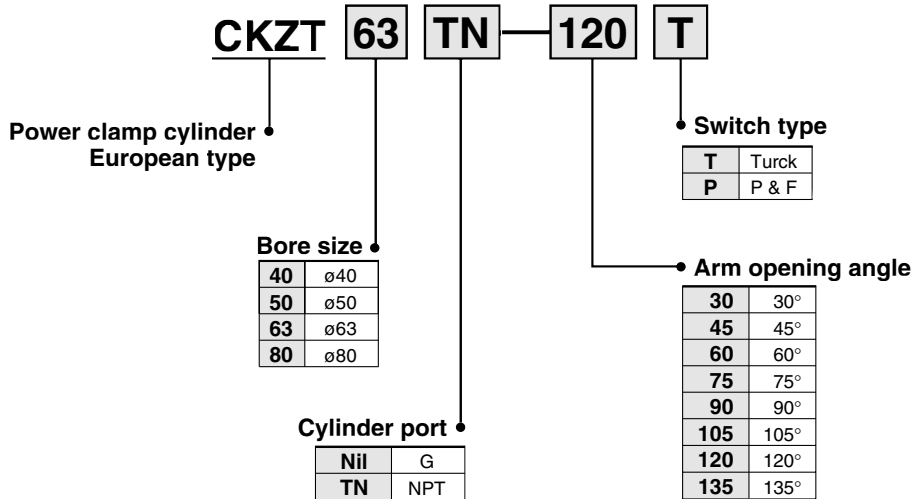 CKZT 63 TN 120 T
Power clamp cylinder
European type
Switch type
T Turck
P P & F
Bore size
40 ø40
50 ø50
63 ø63
80 ø80
Arm opening angle
30 30°
45 45°
60 60°
75 75°
90 90°
105 105°
120 120°
135 135°
Cylinder port
Nil G
TN NPT